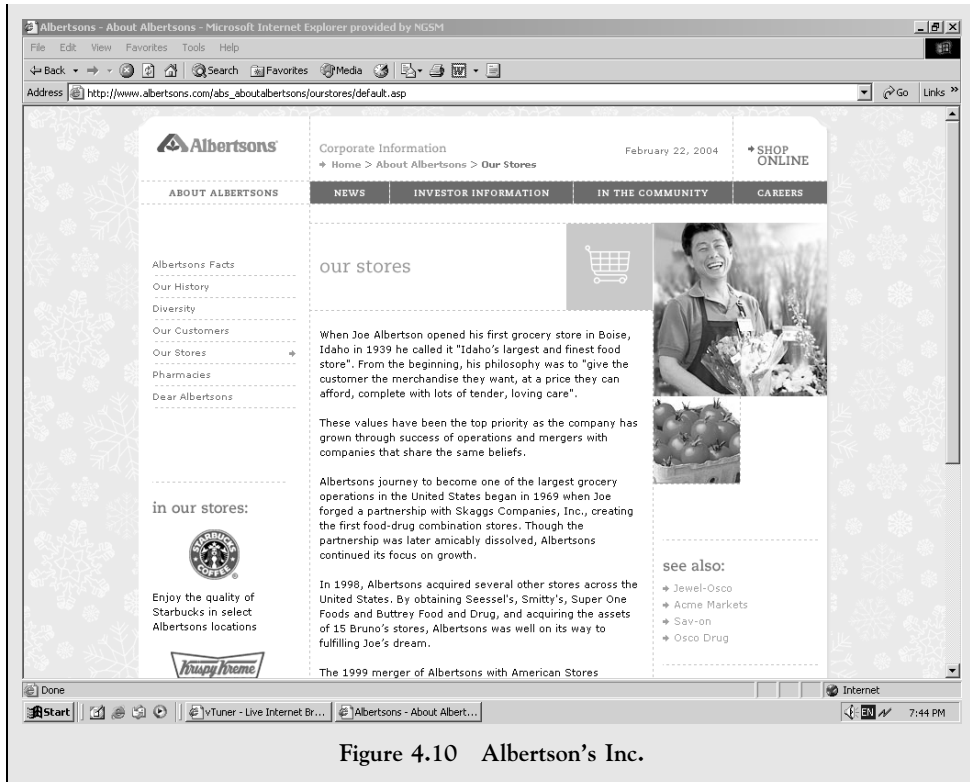 Albertsons - About Albertsons - Microsoft Internet Explorer provided by NGSM
File Edit View Favorites Tools Help
Back Search Favorites Media
Address http://www.albertsons.com/abs_aboutalbertsons/ourstores/default.asp Go Links »
Albertsons
Corporate Information
Home > About Albertsons > Our Stores
February 22, 2004
SHOP
ONLINE
ABOUT ALBERTSONS NEWS INVESTOR INFORMATION IN THE COMMUNITY CAREERS
Albertsons Facts
Our History
Diversity
Our Customers
Our Stores
Pharmacies
Dear Albertsons
in our stores:
STARBUCKS
COFFEE
Enjoy the quality of
Starbucks in select
Albertsons locations
Krispy Kreme
our stores
When Joe Albertson opened his first grocery store in Boise,
Idaho in 1939 he called it "Idaho's largest and finest food
store". From the beginning, his philosophy was to "give the
customer the merchandise they want, at a price they can
afford, complete with lots of tender, loving care".
These values have been the top priority as the company has
grown through success of operations and mergers with
companies that share the same beliefs.
Albertsons journey to become one of the largest grocery
operations in the United States began in 1969 when Joe
forged a partnership with Skaggs Companies, Inc., creating
the first food-drug combination stores. Though the
partnership was later amicably dissolved, Albertsons
continued its focus on growth.
In 1998, Albertsons acquired several other stores across the
United States. By obtaining Seessel's, Smitty's, Super One
Foods and Buttrey Food and Drug, and acquiring the assets
of 15 Bruno's stores, Albertsons was well on its way to
fulfilling Joe's dream.
The 1999 merger of Albertsons with American Stores
see also:
Jewel-Osco
Acme Markets
Sav-on
Osco Drug
Done Internet
Start vTuner - Live Internet Br... Albertsons - About Albert... EN 7:44 PM
Figure 4.10 Albertson's Inc.